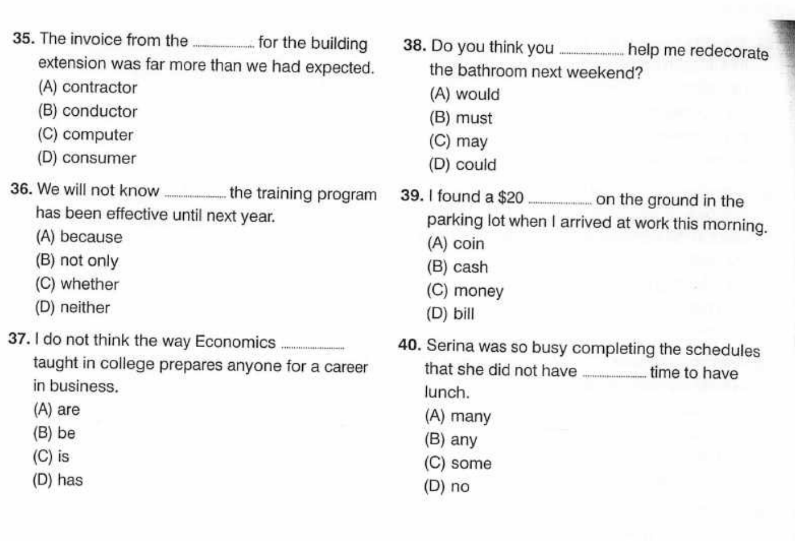 35. The invoice from the ............ for the building
extension was far more than we had expected.
(A) contractor
(B) conductor
(C) computer
(D) consumer
36. We will not know ............ the training program
has been effective until next year.
(A) because
(B) not only
(C) whether
(D) neither
37. I do not think the way Economics ............
taught in college prepares anyone for a career
in business.
(A) are
(B) be
(C) is
(D) has
38. Do you think you ............ help me redecorate
the bathroom next weekend?
(A) would
(B) must
(C) may
(D) could
39. I found a $20 ............ on the ground in the
parking lot when I arrived at work this morning.
(A) coin
(B) cash
(C) money
(D) bill
40. Serina was so busy completing the schedules
that she did not have ............ time to have
lunch.
(A) many
(B) any
(C) some
(D) no